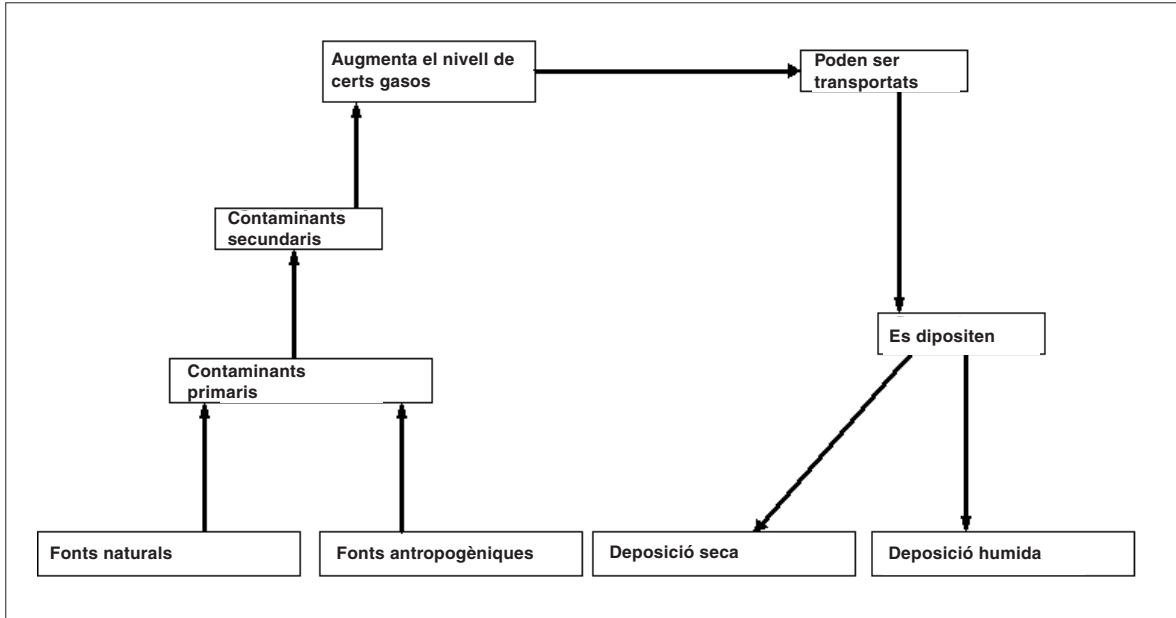 Augmenta el nivell de
certs gasos
Poden ser
transportats
Contaminants
secundaris
Es dipositen
Contaminants
primaris
Fonts naturals
Fonts antropogèniques
Deposició seca
Deposició humida